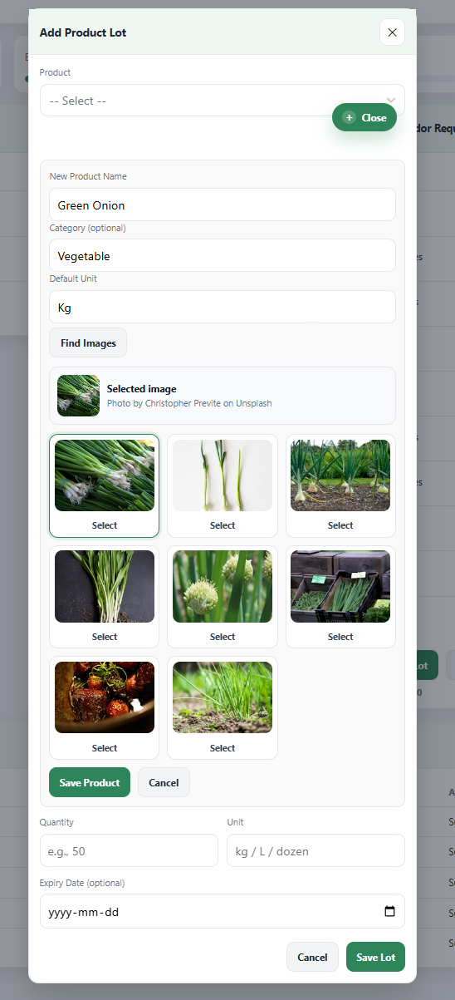 Add Product Lot
Product
-- Select --
+ Close
New Product Name
Green Onion
Category (optional)
Vegetable
Default Unit
Kg
Find Images
Selected image
Photo by Christopher Previte on Unsplash
Select Select Select
Select Select Select
Select Select
Save Product Cancel
Quantity Unit
e.g., 50 kg / L / dozen
Expiry Date (optional)
yyyy-mm-dd
Cancel Save Lot